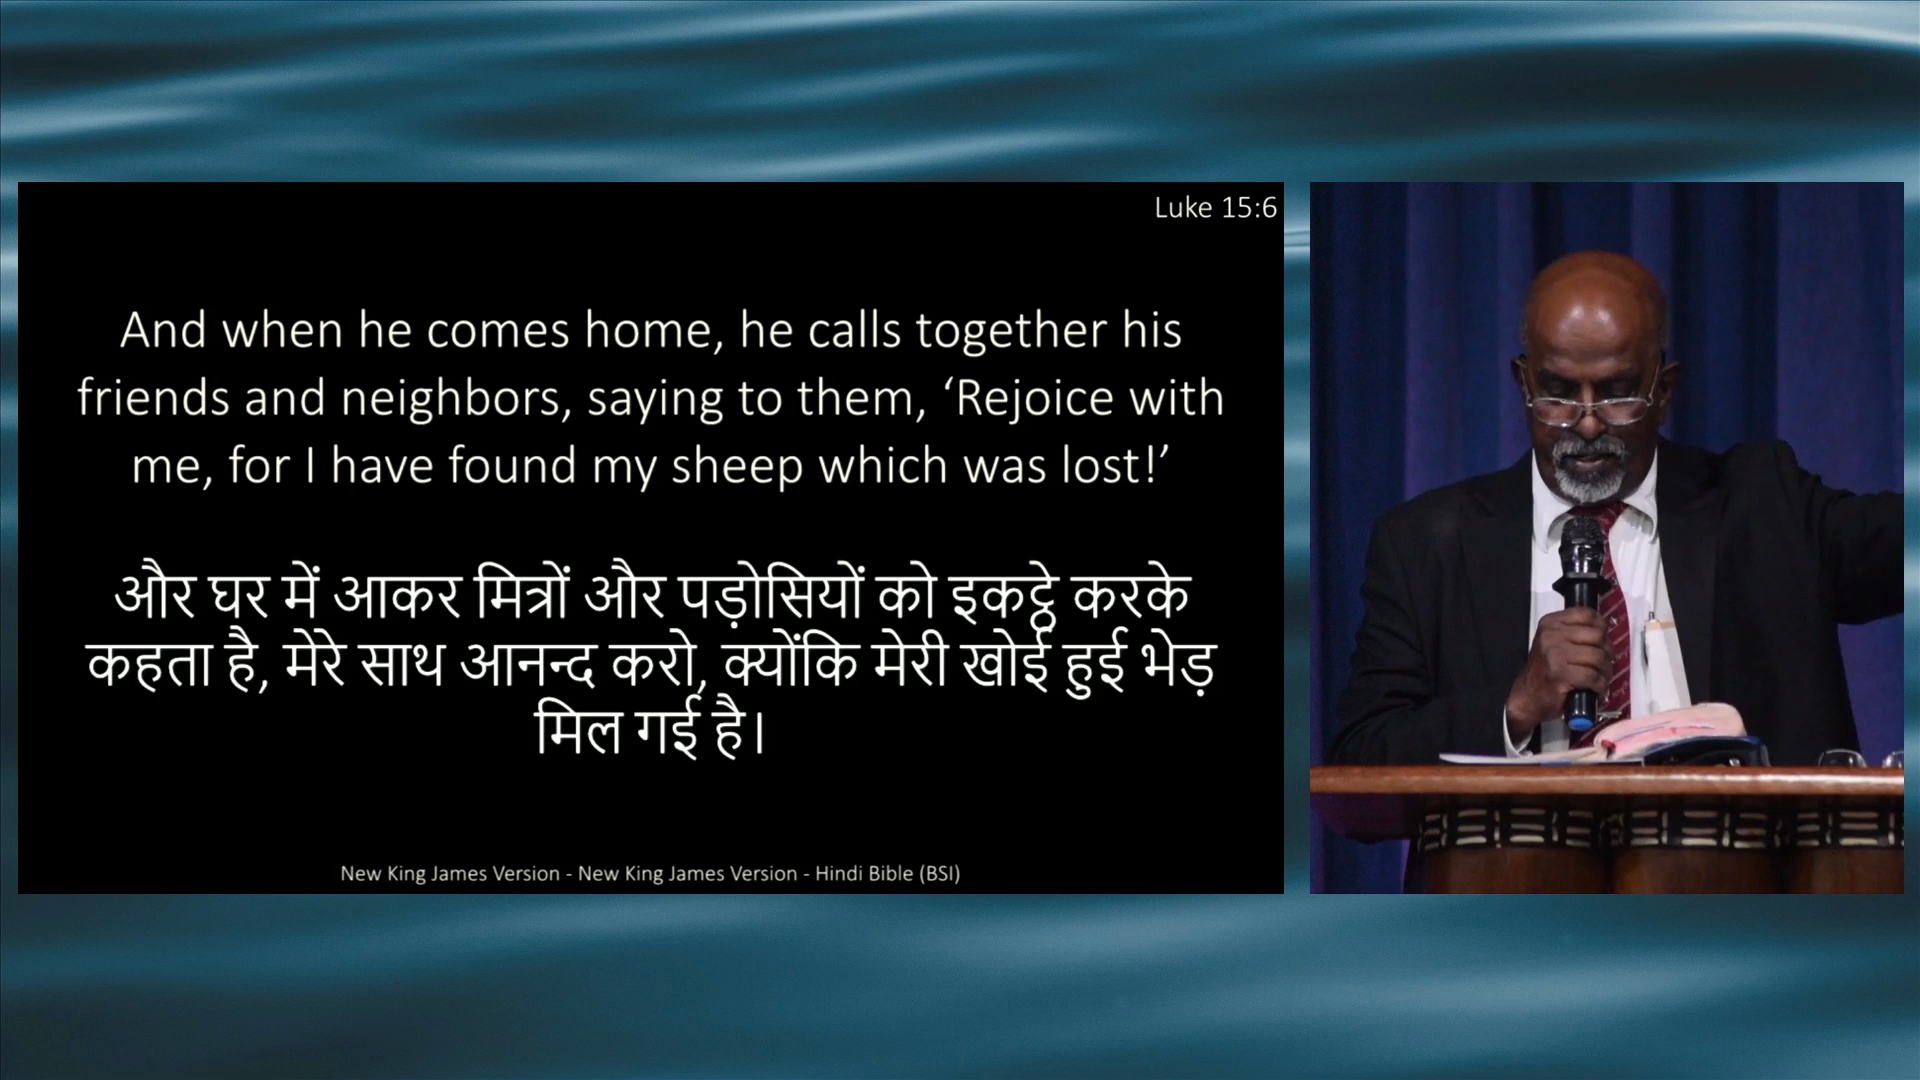 Luke 15:6
And when he comes home, he calls together his
friends and neighbors, saying to them, ‘Rejoice with
me, for I have found my sheep which was lost!’
और घर में आकर मित्रों और पड़ोसियों को इकट्ठे करके
कहता है, मेरे साथ आनन्द करो, क्योंकि मेरी खोई हुई भेड़
मिल गई है।
New King James Version - New King James Version - Hindi Bible (BSI)